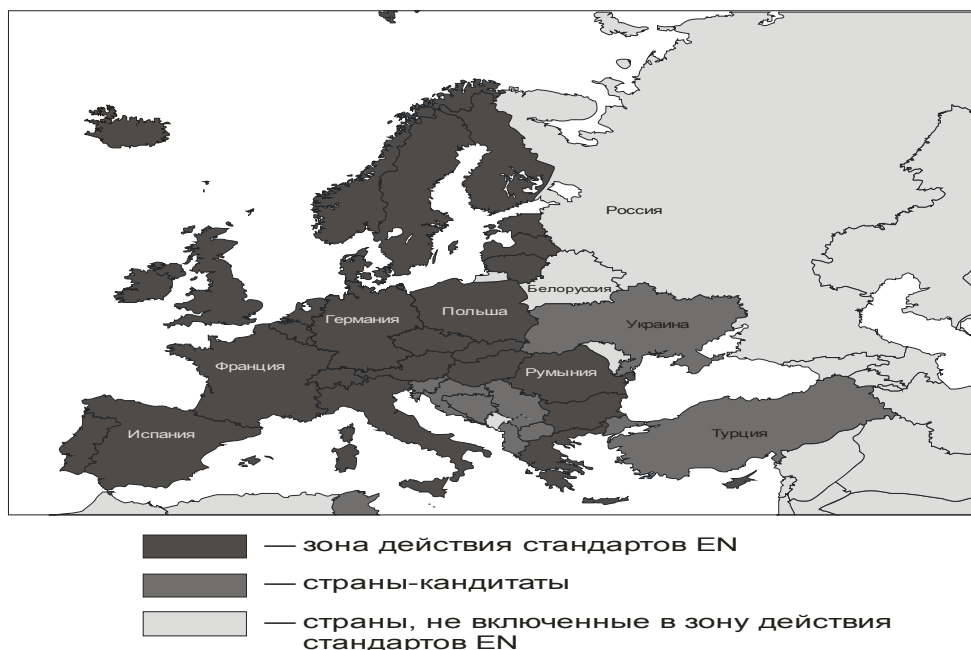 Россия
Белоруссия
Германия
Польша
Украина
Франция
Румыния
Испания
Турция
— зона действия стандартов EN
— страны-кандитаты
— страны, не включенные в зону действия
стандартов EN